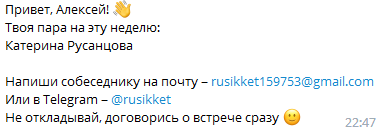 Привет, Алексей! 👋
Твоя пара на эту неделю:
Катерина Русанцова

Напиши собеседнику на почту – rusikket159753@gmail.com
Или в Telegram – @rusikket
Не откладывай, договорись о встрече сразу 🙂
22:47